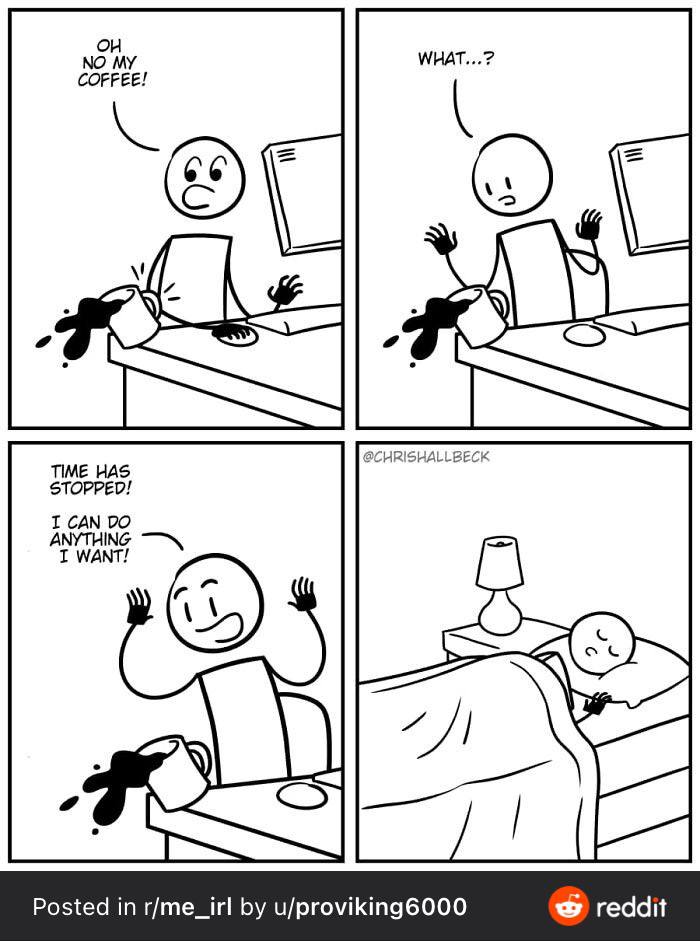 OH
NO MY
COFFEE!
WHAT...?
TIME HAS
STOPPED!
I CAN DO
ANYTHING
I WANT!
@CHRISHALLBECK
Posted in r/me_irl by u/proviking6000
reddit